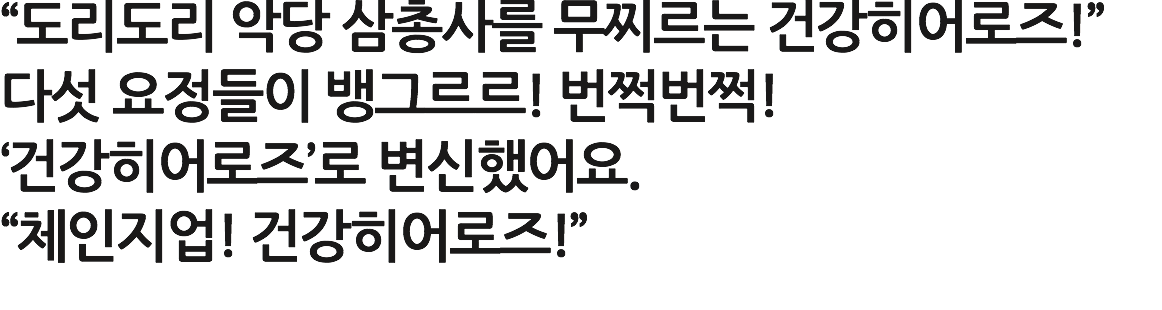 “도리도리 악당 삼총사를 무찌르는 건강히어로즈!”
다섯 요정들이 뱅그르르! 번쩍번쩍!
‘건강히어로즈’로 변신했어요.
“체인지업! 건강히어로즈!”